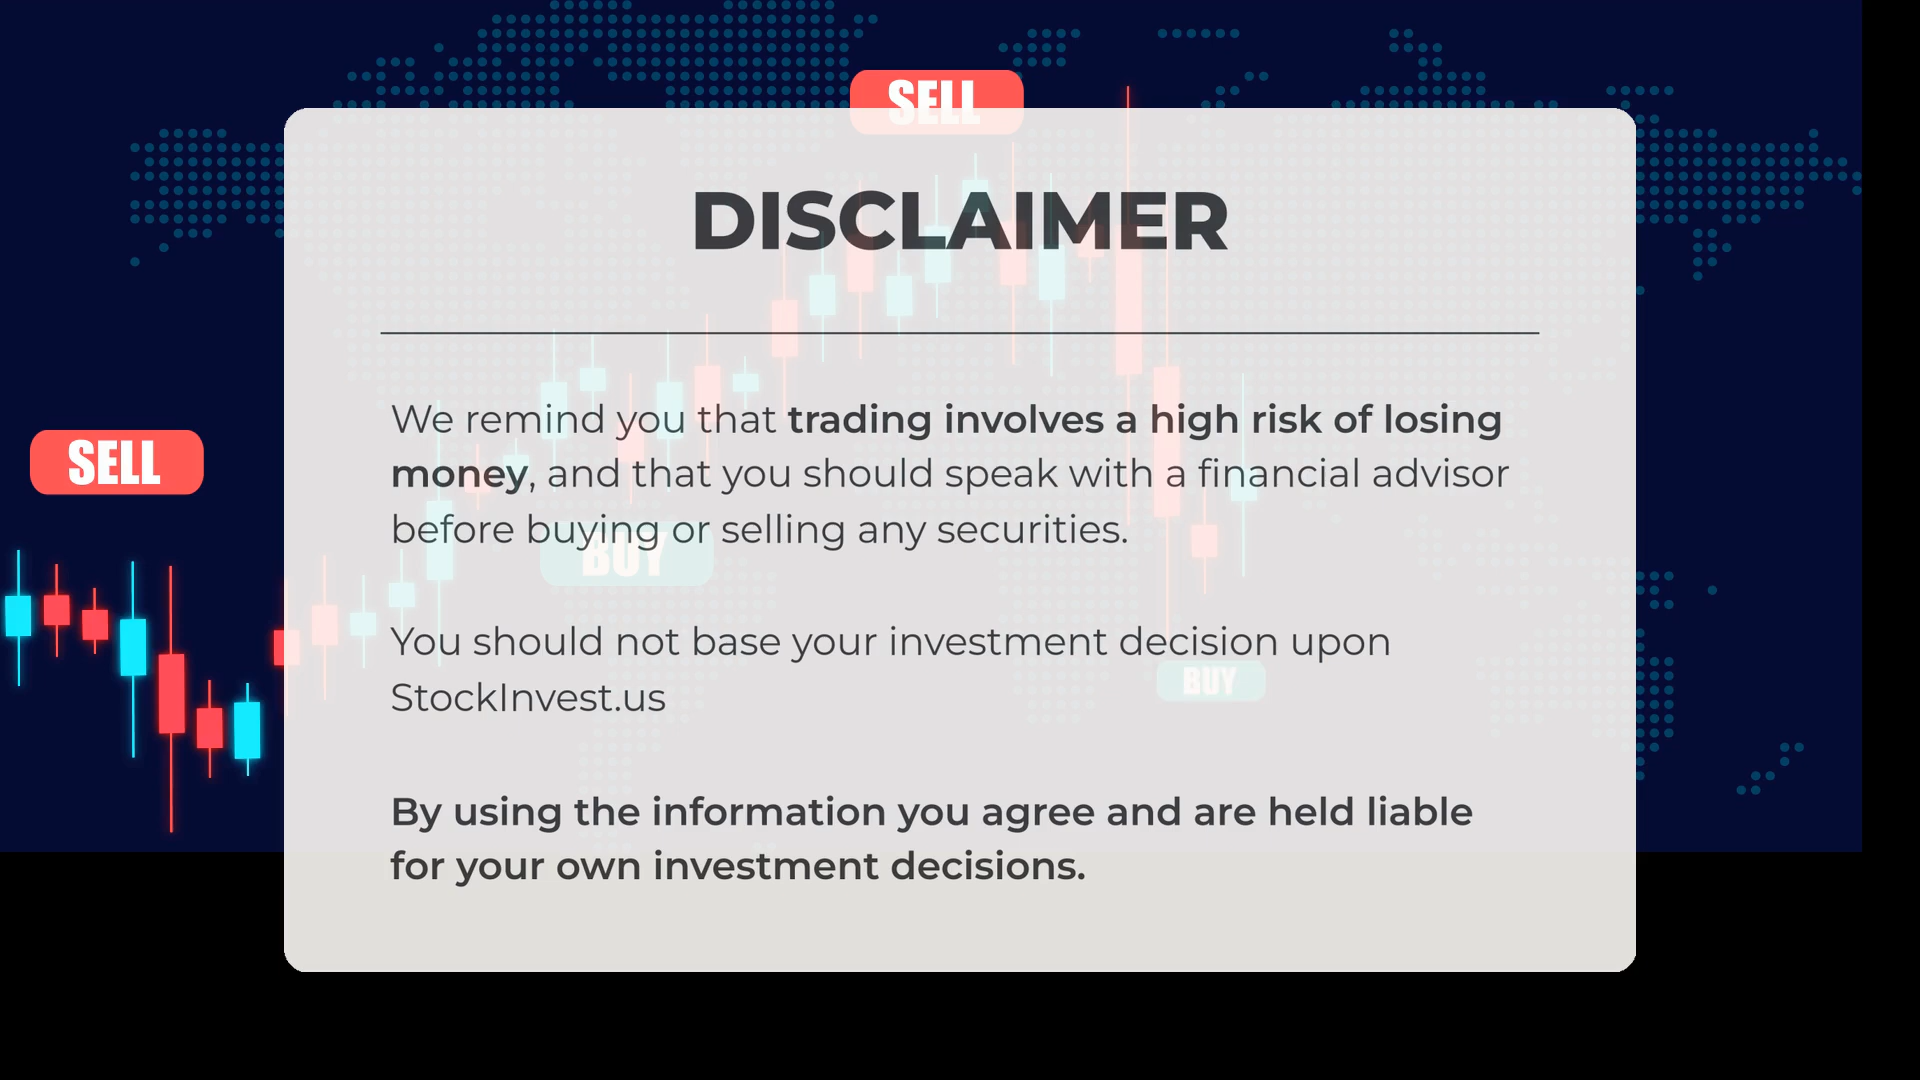 SELL
DISCLAIMER
We remind you that trading involves a high risk of losing
money, and that you should speak with a financial advisor
before buying or selling any securities.
SELL
BUY
You should not base your investment decision upon
StockInvest.us
BUY
By using the information you agree and are held liable
for your own investment decisions.